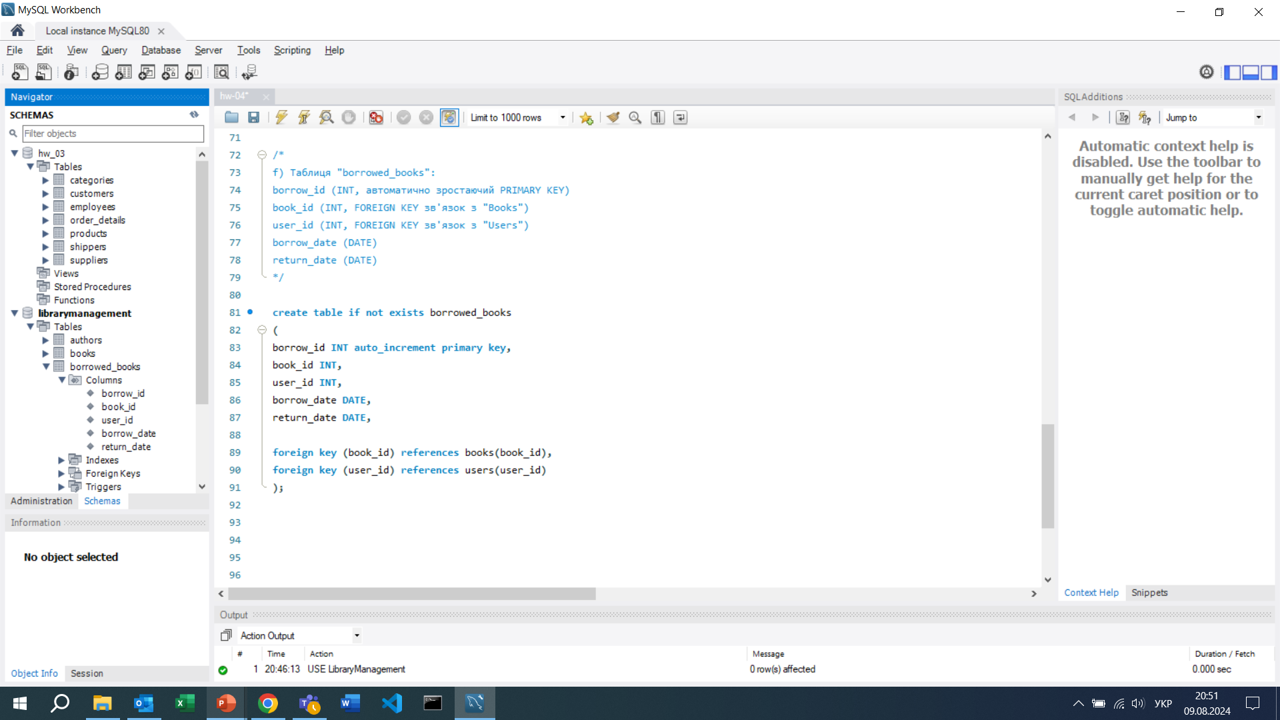 MySQL Workbench
Local instance MySQL80
File Edit View Query Database Server Tools Scripting Help
Navigator
SCHEMAS
Filter objects
hw_03
Tables
categories
customers
employees
order_details
products
shippers
suppliers
Views
Stored Procedures
Functions
librarymanagement
Tables
authors
books
borrowed_books
Columns
borrow_id
book_id
user_id
borrow_date
return_date
Indexes
Foreign Keys
Triggers
Administration Schemas
Information
No object selected
Object Info Session
hw-04*
Limit to 1000 rows
71
72 /*
73 f) Таблиця "borrowed_books":
74 borrow_id (INT, автоматично зростаючий PRIMARY KEY)
75 book_id (INT, FOREIGN KEY зв'язок з "Books")
76 user_id (INT, FOREIGN KEY зв'язок з "Users")
77 borrow_date (DATE)
78 return_date (DATE)
79 */
80
81 create table if not exists borrowed_books
82 (
83 borrow_id INT auto_increment primary key,
84 book_id INT,
85 user_id INT,
86 borrow_date DATE,
87 return_date DATE,
88
89 foreign key (book_id) references books(book_id),
90 foreign key (user_id) references users(user_id)
91 );
92
93
94
95
96
SQLAdditions
Jump to
Automatic context help is
disabled. Use the toolbar to
manually get help for the
current caret position or to
toggle automatic help.
Context Help Snippets
Output
Action Output
# Time Action Message Duration / Fetch
1 20:46:13 USE LibraryManagement 0 row(s) affected 0.000 sec
УКР
20:51
09.08.2024